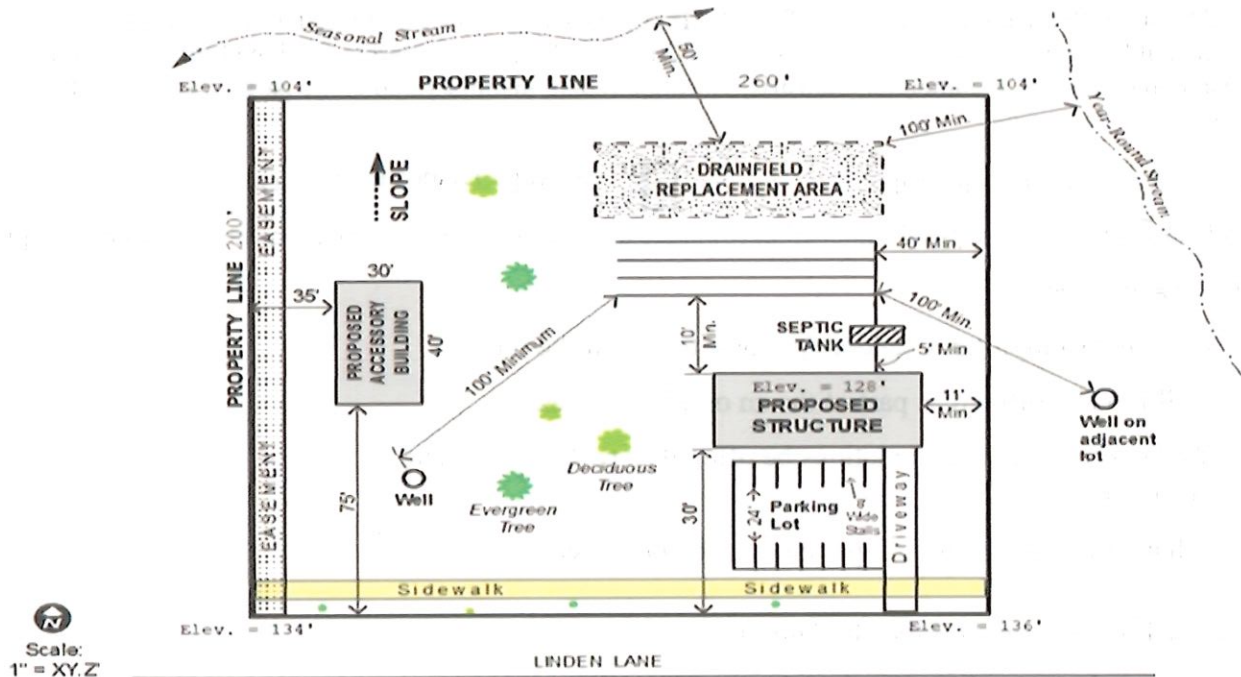 Seasonal Stream
50'
Min.
Elev. = 104'
PROPERTY LINE 260'
Elev. = 104'
Year-Round Stream
100' Min.
DRAINFIELD
REPLACEMENT AREA
SLOPE
EASEMENT
PROPERTY LINE 200'
40' Min
30'
35'
PROPOSED
ACCESSORY
BUILDING
40'
100' Minimum
10'
Min.
SEPTIC
TANK
100' Min.
5' Min
Elev. = 128'
PROPOSED
STRUCTURE
11'
Min
Well on
adjacent
lot
EASEMENT
75'
Well
Deciduous
Tree
Evergreen
Tree
30'
24'
Parking
Lot
8'
Wide
Stalls
Driveway
Sidewalk
Sidewalk
N
Elev. = 134'
Elev. = 136'
Scale:
1" = XY.Z'
LINDEN LANE